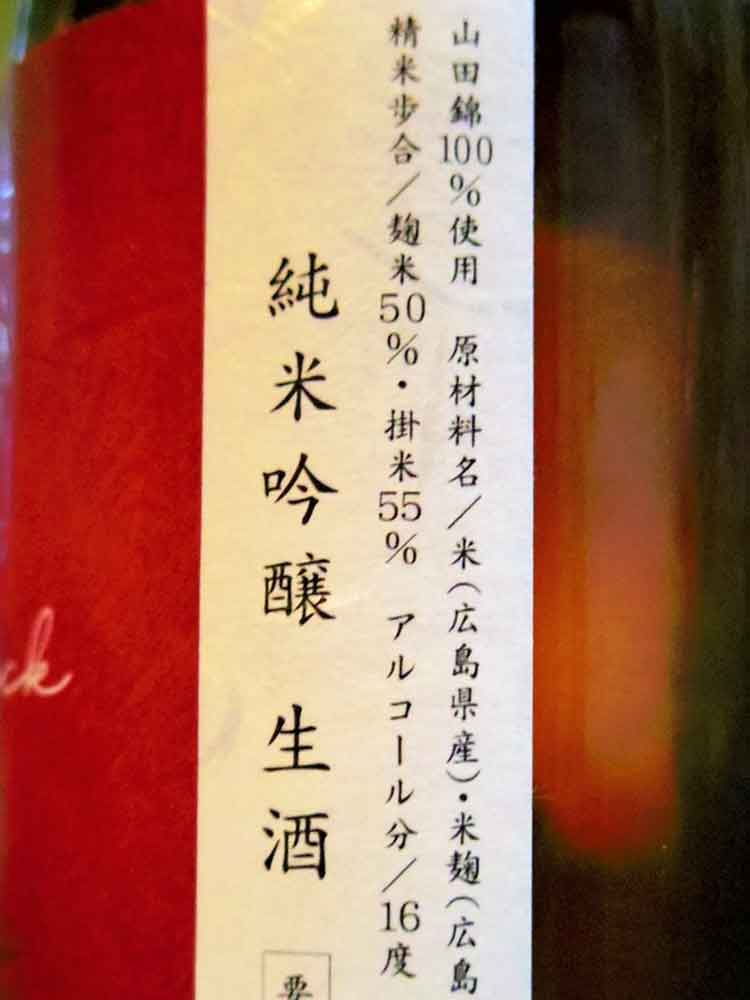 山田錦100%使用　原材料名/米(広島県産)・米麹(広島
精米歩合/麹米50%・掛米55%　アルコール分/16度
純米吟醸　生酒
要
ck